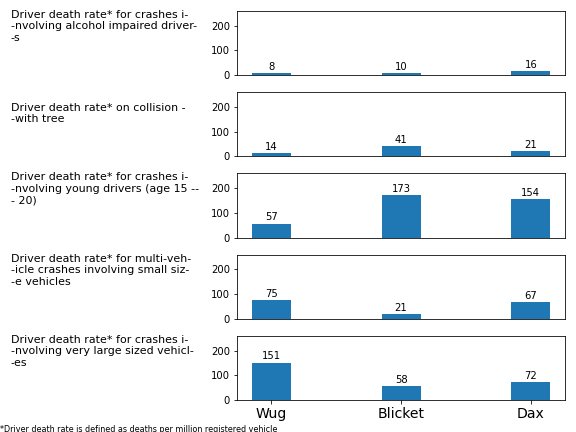 Driver death rate* for crashes i-
-nvolving alcohol impaired driver-
-s
200
100
0
8
10
16
Driver death rate* on collision -
-with tree
200
100
0
14
41
21
Driver death rate* for crashes i-
-nvolving young drivers (age 15 --
- 20)
200
100
0
57
173
154
Driver death rate* for multi-veh-
-icle crashes involving small siz-
-e vehicles
200
100
0
75
21
67
Driver death rate* for crashes i-
-nvolving very large sized vehicl-
-es
200
100
0
151
58
72
Wug Blicket Dax
*Driver death rate is defined as deaths per million registered vehicle